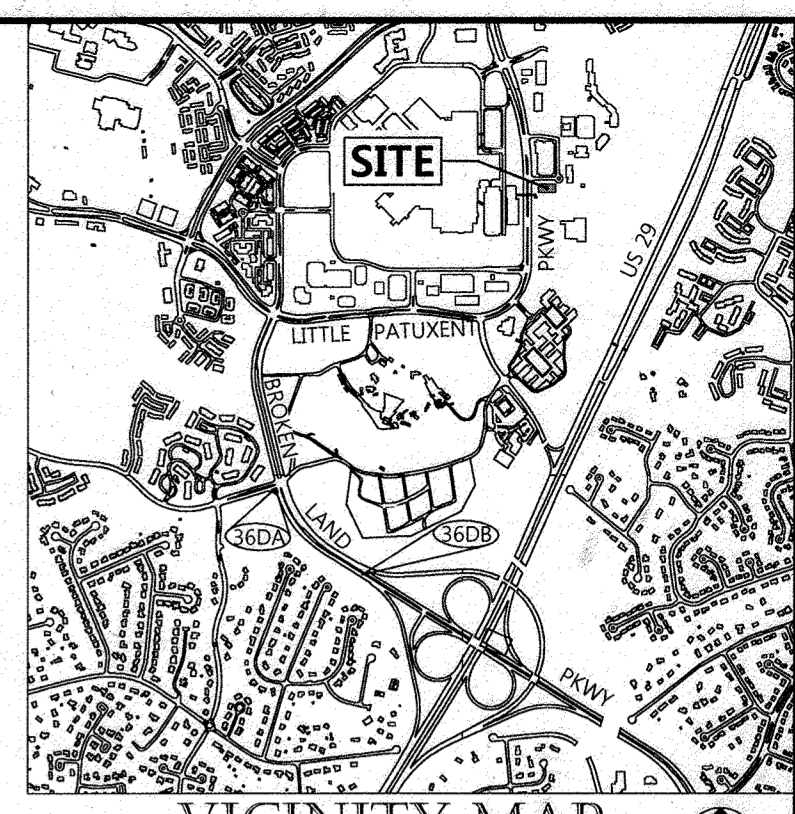 SITE
PKWY
US 29
LITTLE PATUXENT
BROKEN
LAND
36DA
36DB
PKWY
VICINITY MAP